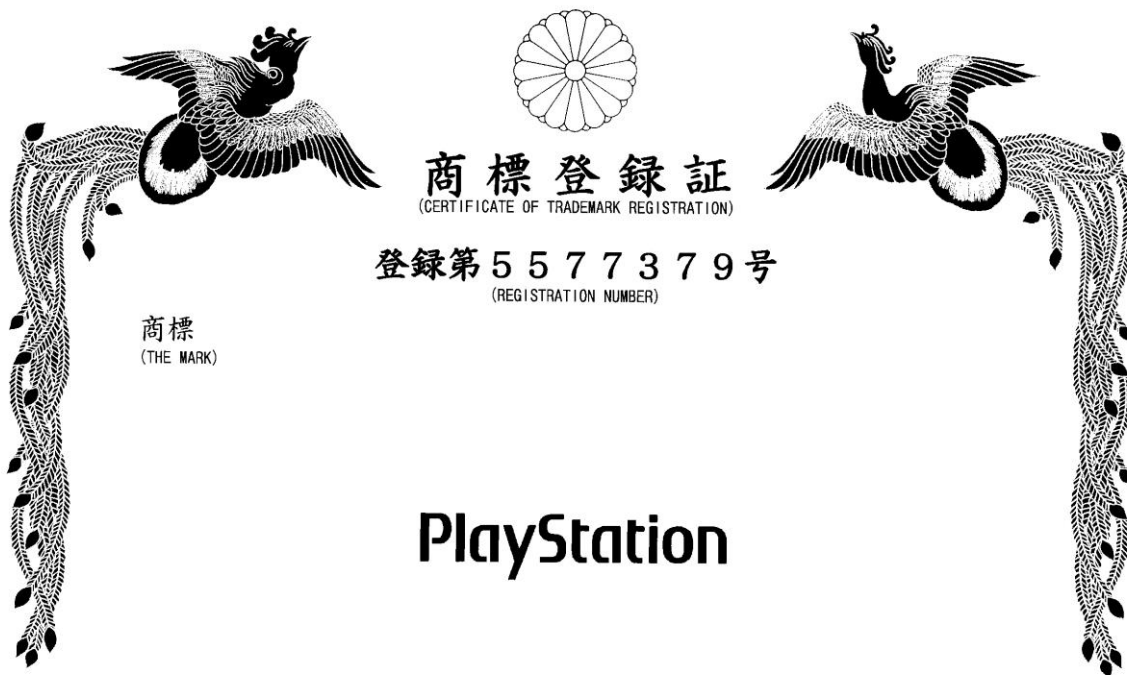 商標登録証
(CERTIFICATE OF TRADEMARK REGISTRATION)
登録第5577379号
(REGISTRATION NUMBER)
商標
(THE MARK)
PlayStation